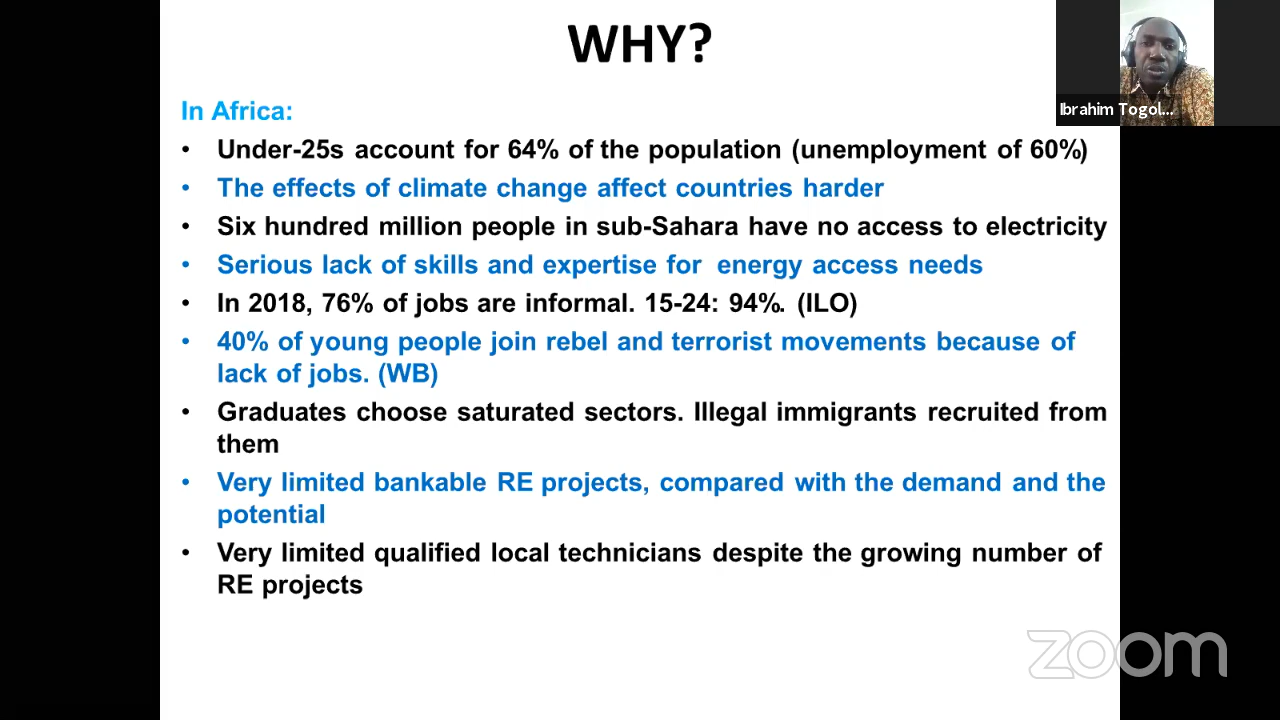 WHY?
Ibrahim Togol...
In Africa:
• Under-25s account for 64% of the population (unemployment of 60%)
• The effects of climate change affect countries harder
• Six hundred million people in sub-Sahara have no access to electricity
• Serious lack of skills and expertise for energy access needs
• In 2018, 76% of jobs are informal. 15-24: 94%. (ILO)
• 40% of young people join rebel and terrorist movements because of
lack of jobs. (WB)
• Graduates choose saturated sectors. Illegal immigrants recruited from
them
• Very limited bankable RE projects, compared with the demand and the
potential
• Very limited qualified local technicians despite the growing number of
RE projects
zoom